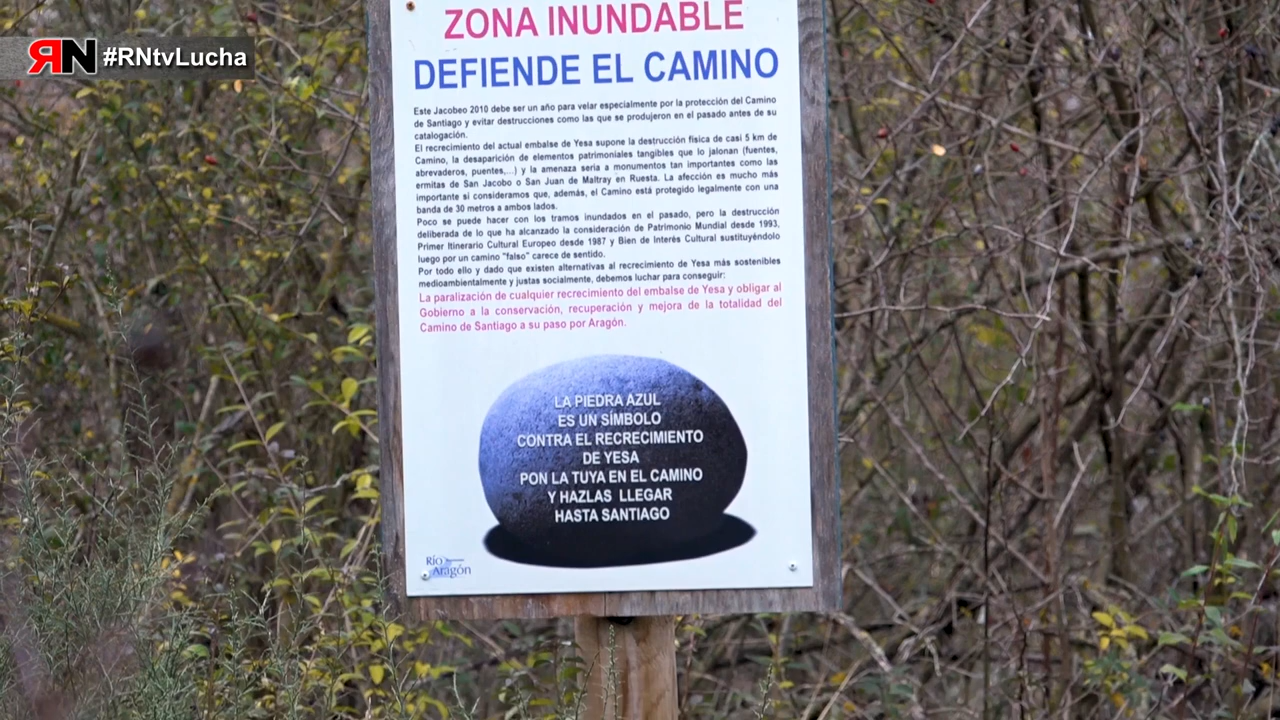 RN #RNtvLucha
ZONA INUNDABLE
DEFIENDE EL CAMINO
Este Jacobeo 2010 debe ser un año para velar especialmente por la protección del Camino
de Santiago y evitar destrucciones como las que se produjeron en el pasado antes de su
catalogación.
El recrecimiento del actual embalse de Yesa supone la destrucción física de casi 5 km de
Camino, la desaparición de elementos patrimoniales tangibles que lo jalonan (fuentes,
abrevaderos, puentes,...) y la amenaza seria a monumentos tan importantes como las
ermitas de San Jacobo o San Juan de Maltray en Ruesta. La afección es mucho más
importante si consideramos que, además, el Camino está protegido legalmente con una
banda de 30 metros a ambos lados.
Poco se puede hacer con los tramos inundados en el pasado, pero la destrucción
deliberada de lo que ha alcanzado la consideración de Patrimonio Mundial desde 1993,
Primer Itinerario Cultural Europeo desde 1987 y Bien de Interés Cultural sustituyéndolo
luego por un camino "falso" carece de sentido.
Por todo ello y dado que existen alternativas al recrecimiento de Yesa más sostenibles
medioambientalmente y justas socialmente, debemos luchar para conseguir:
La paralización de cualquier recrecimiento del embalse de Yesa y obligar al
Gobierno a la conservación, recuperación y mejora de la totalidad del
Camino de Santiago a su paso por Aragón.
LA PIEDRA AZUL
ES UN SÍMBOLO
CONTRA EL RECRECIMIENTO
DE YESA
PON LA TUYA EN EL CAMINO
Y HAZLAS LLEGAR
HASTA SANTIAGO
Río
Aragón